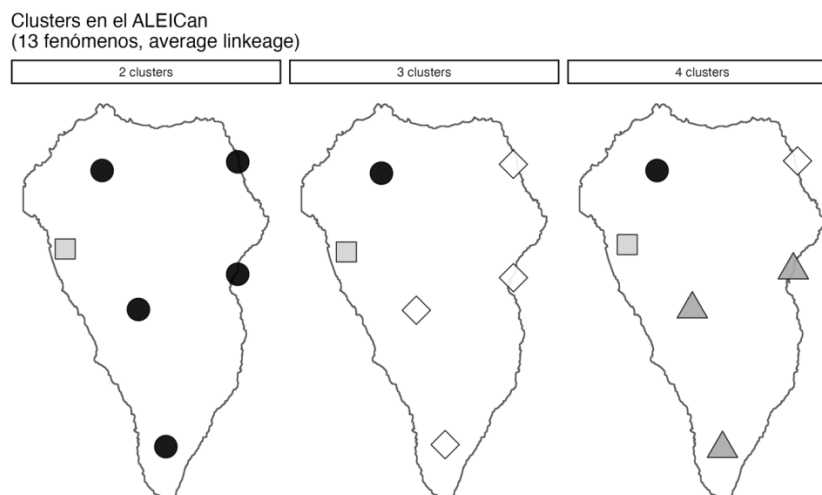 Clusters en el ALEICan
(13 fenómenos, average linkeage)
2 clusters
3 clusters
4 clusters